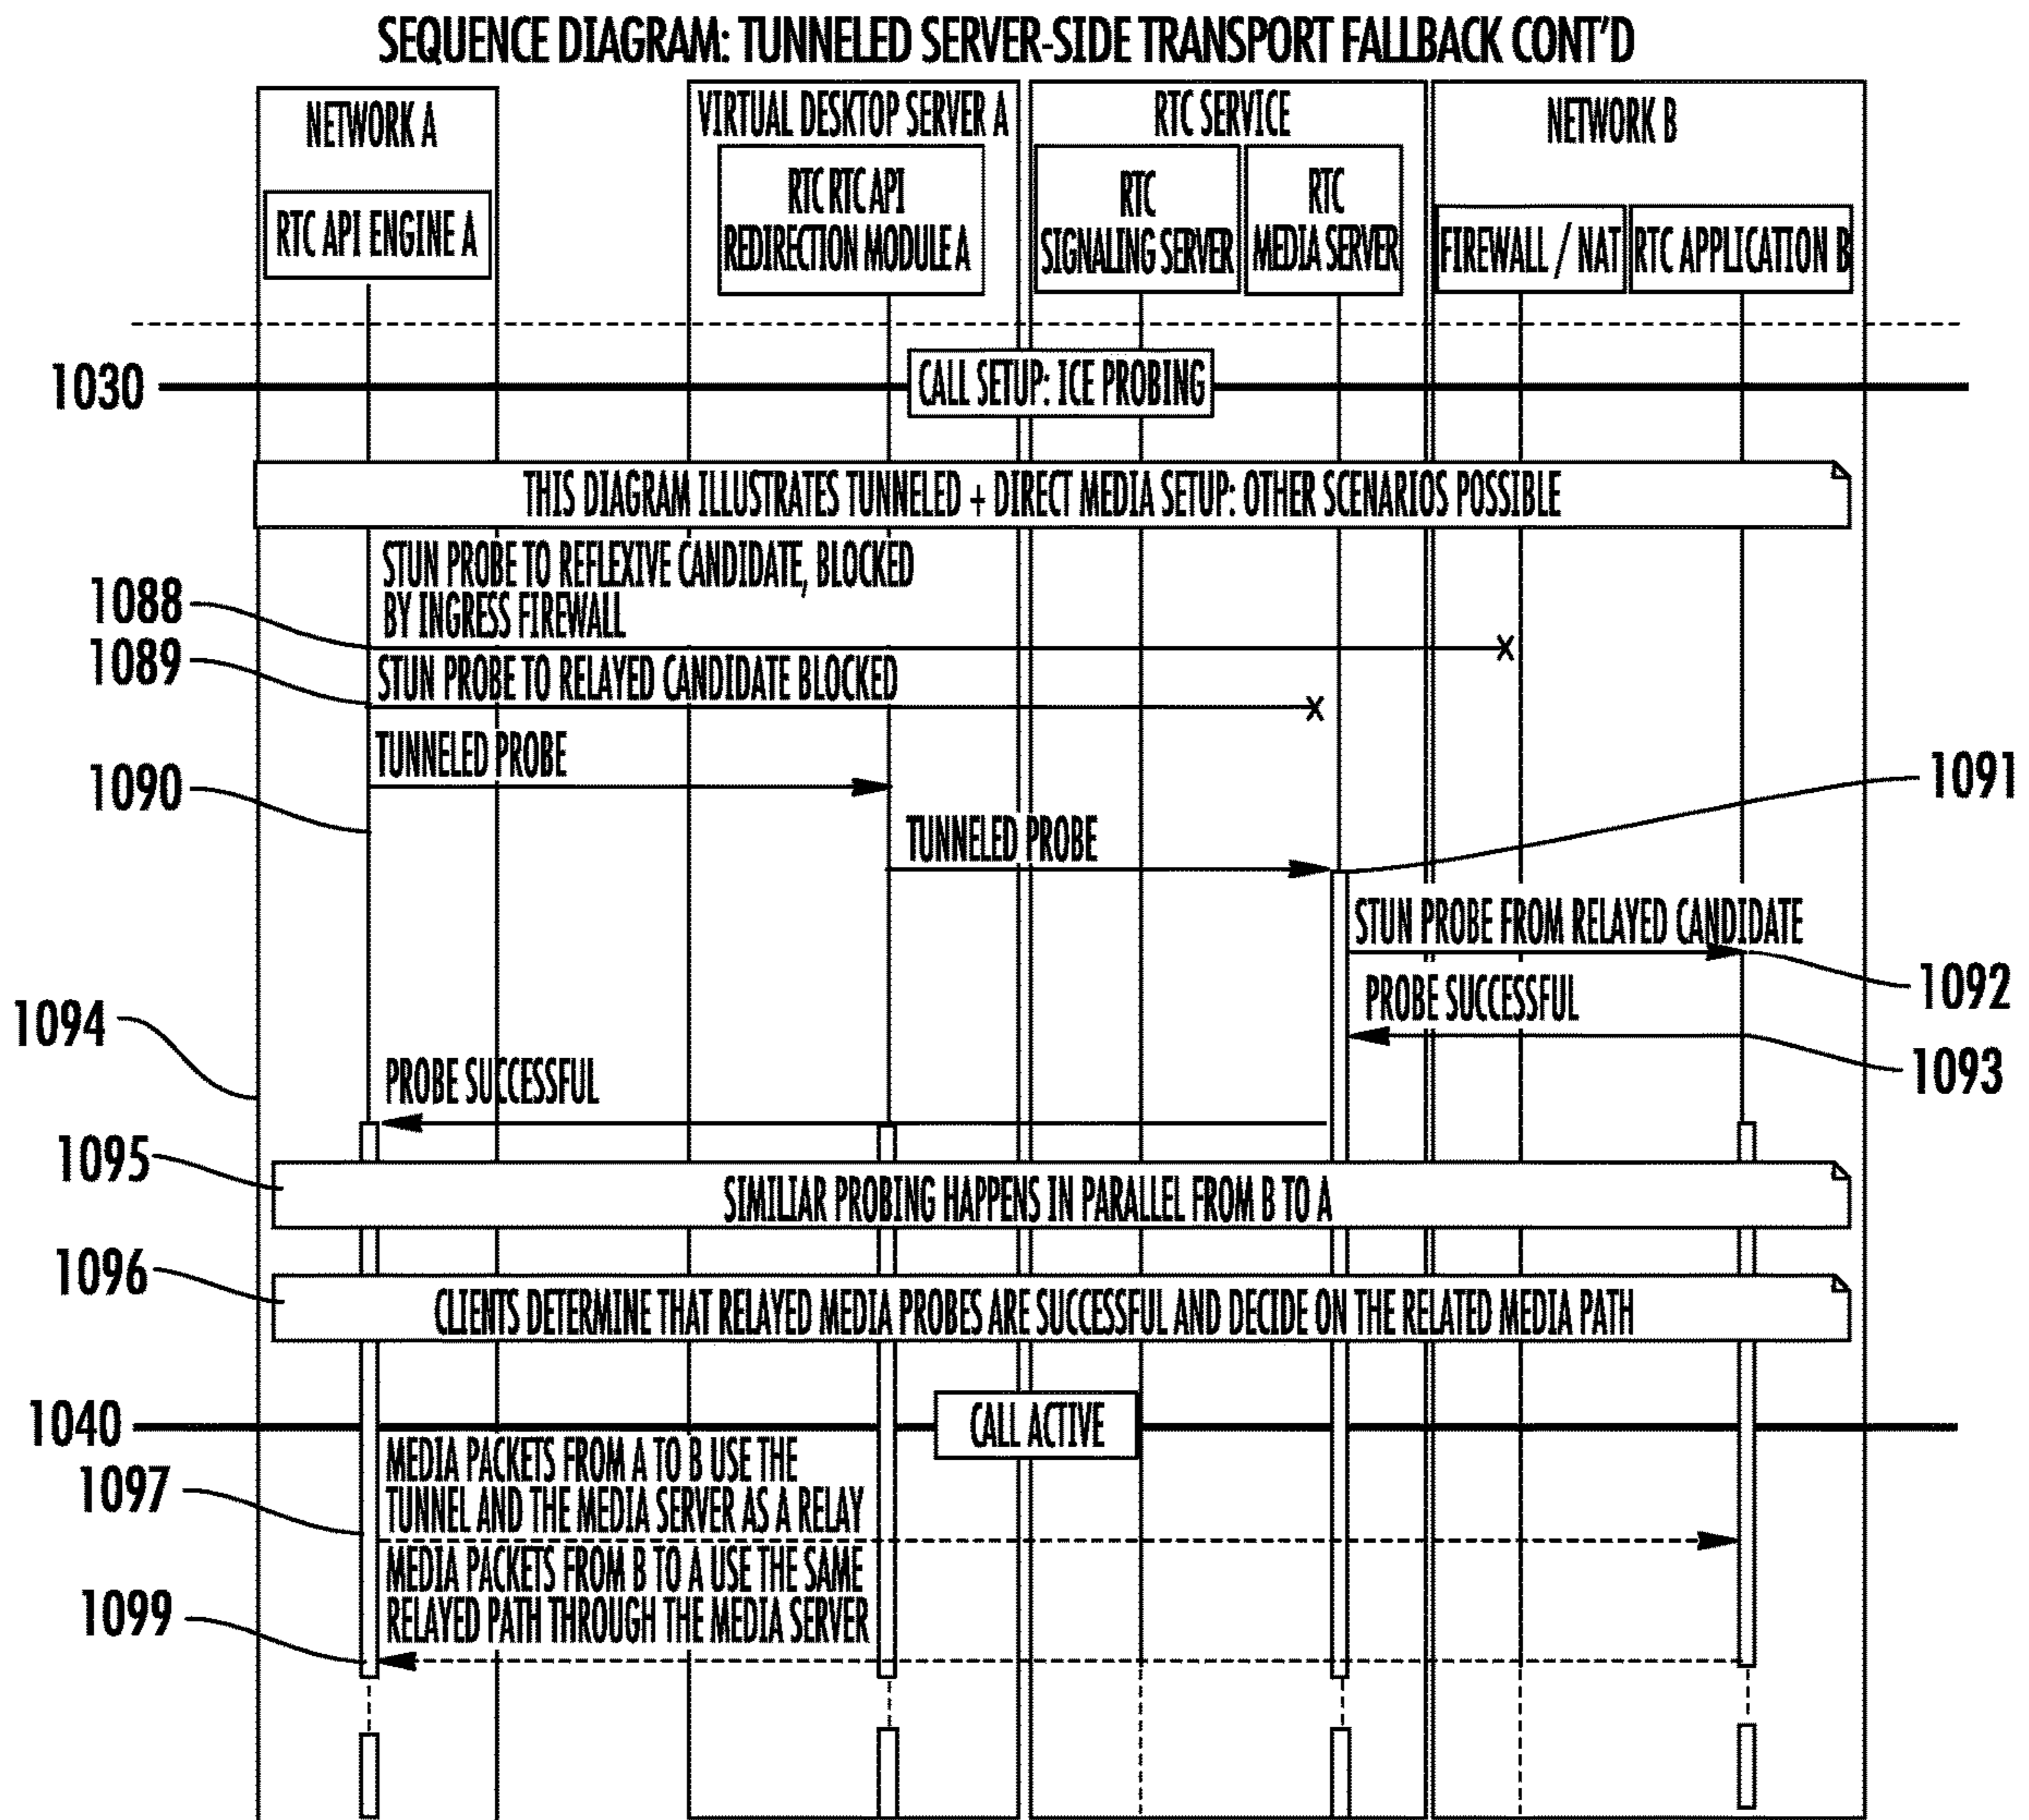 SEQUENCE DIAGRAM: TUNNELED SERVER-SIDE TRANSPORT FALLBACK CONT'D
NETWORK A
VIRTUAL DESKTOP SERVER A
RTC SERVICE
NETWORK B
RTC API ENGINE A
RTC RTC API
REDIRECTION MODULE A
RTC
SIGNALING SERVER
RTC
MEDIA SERVER
FIREWALL / NAT
RTC APPLICATION B
1030
CALL SETUP: ICE PROBING
THIS DIAGRAM ILLUSTRATES TUNNELED + DIRECT MEDIA SETUP: OTHER SCENARIOS POSSIBLE
STUN PROBE TO REFLEXIVE CANDIDATE, BLOCKED
BY INGRESS FIREWALL
1088
X
1089
STUN PROBE TO RELAYED CANDIDATE BLOCKED
X
TUNNELED PROBE
1090
1091
TUNNELED PROBE
STUN PROBE FROM RELAYED CANDIDATE
1092
PROBE SUCCESSFUL
1094
1093
PROBE SUCCESSFUL
1095
SIMILIAR PROBING HAPPENS IN PARALLEL FROM B TO A
1096
CLIENTS DETERMINE THAT RELAYED MEDIA PROBES ARE SUCCESSFUL AND DECIDE ON THE RELATED MEDIA PATH
1040
CALL ACTIVE
MEDIA PACKETS FROM A TO B USE THE
TUNNEL AND THE MEDIA SERVER AS A RELAY
1097
MEDIA PACKETS FROM B TO A USE THE SAME
RELAYED PATH THROUGH THE MEDIA SERVER
1099